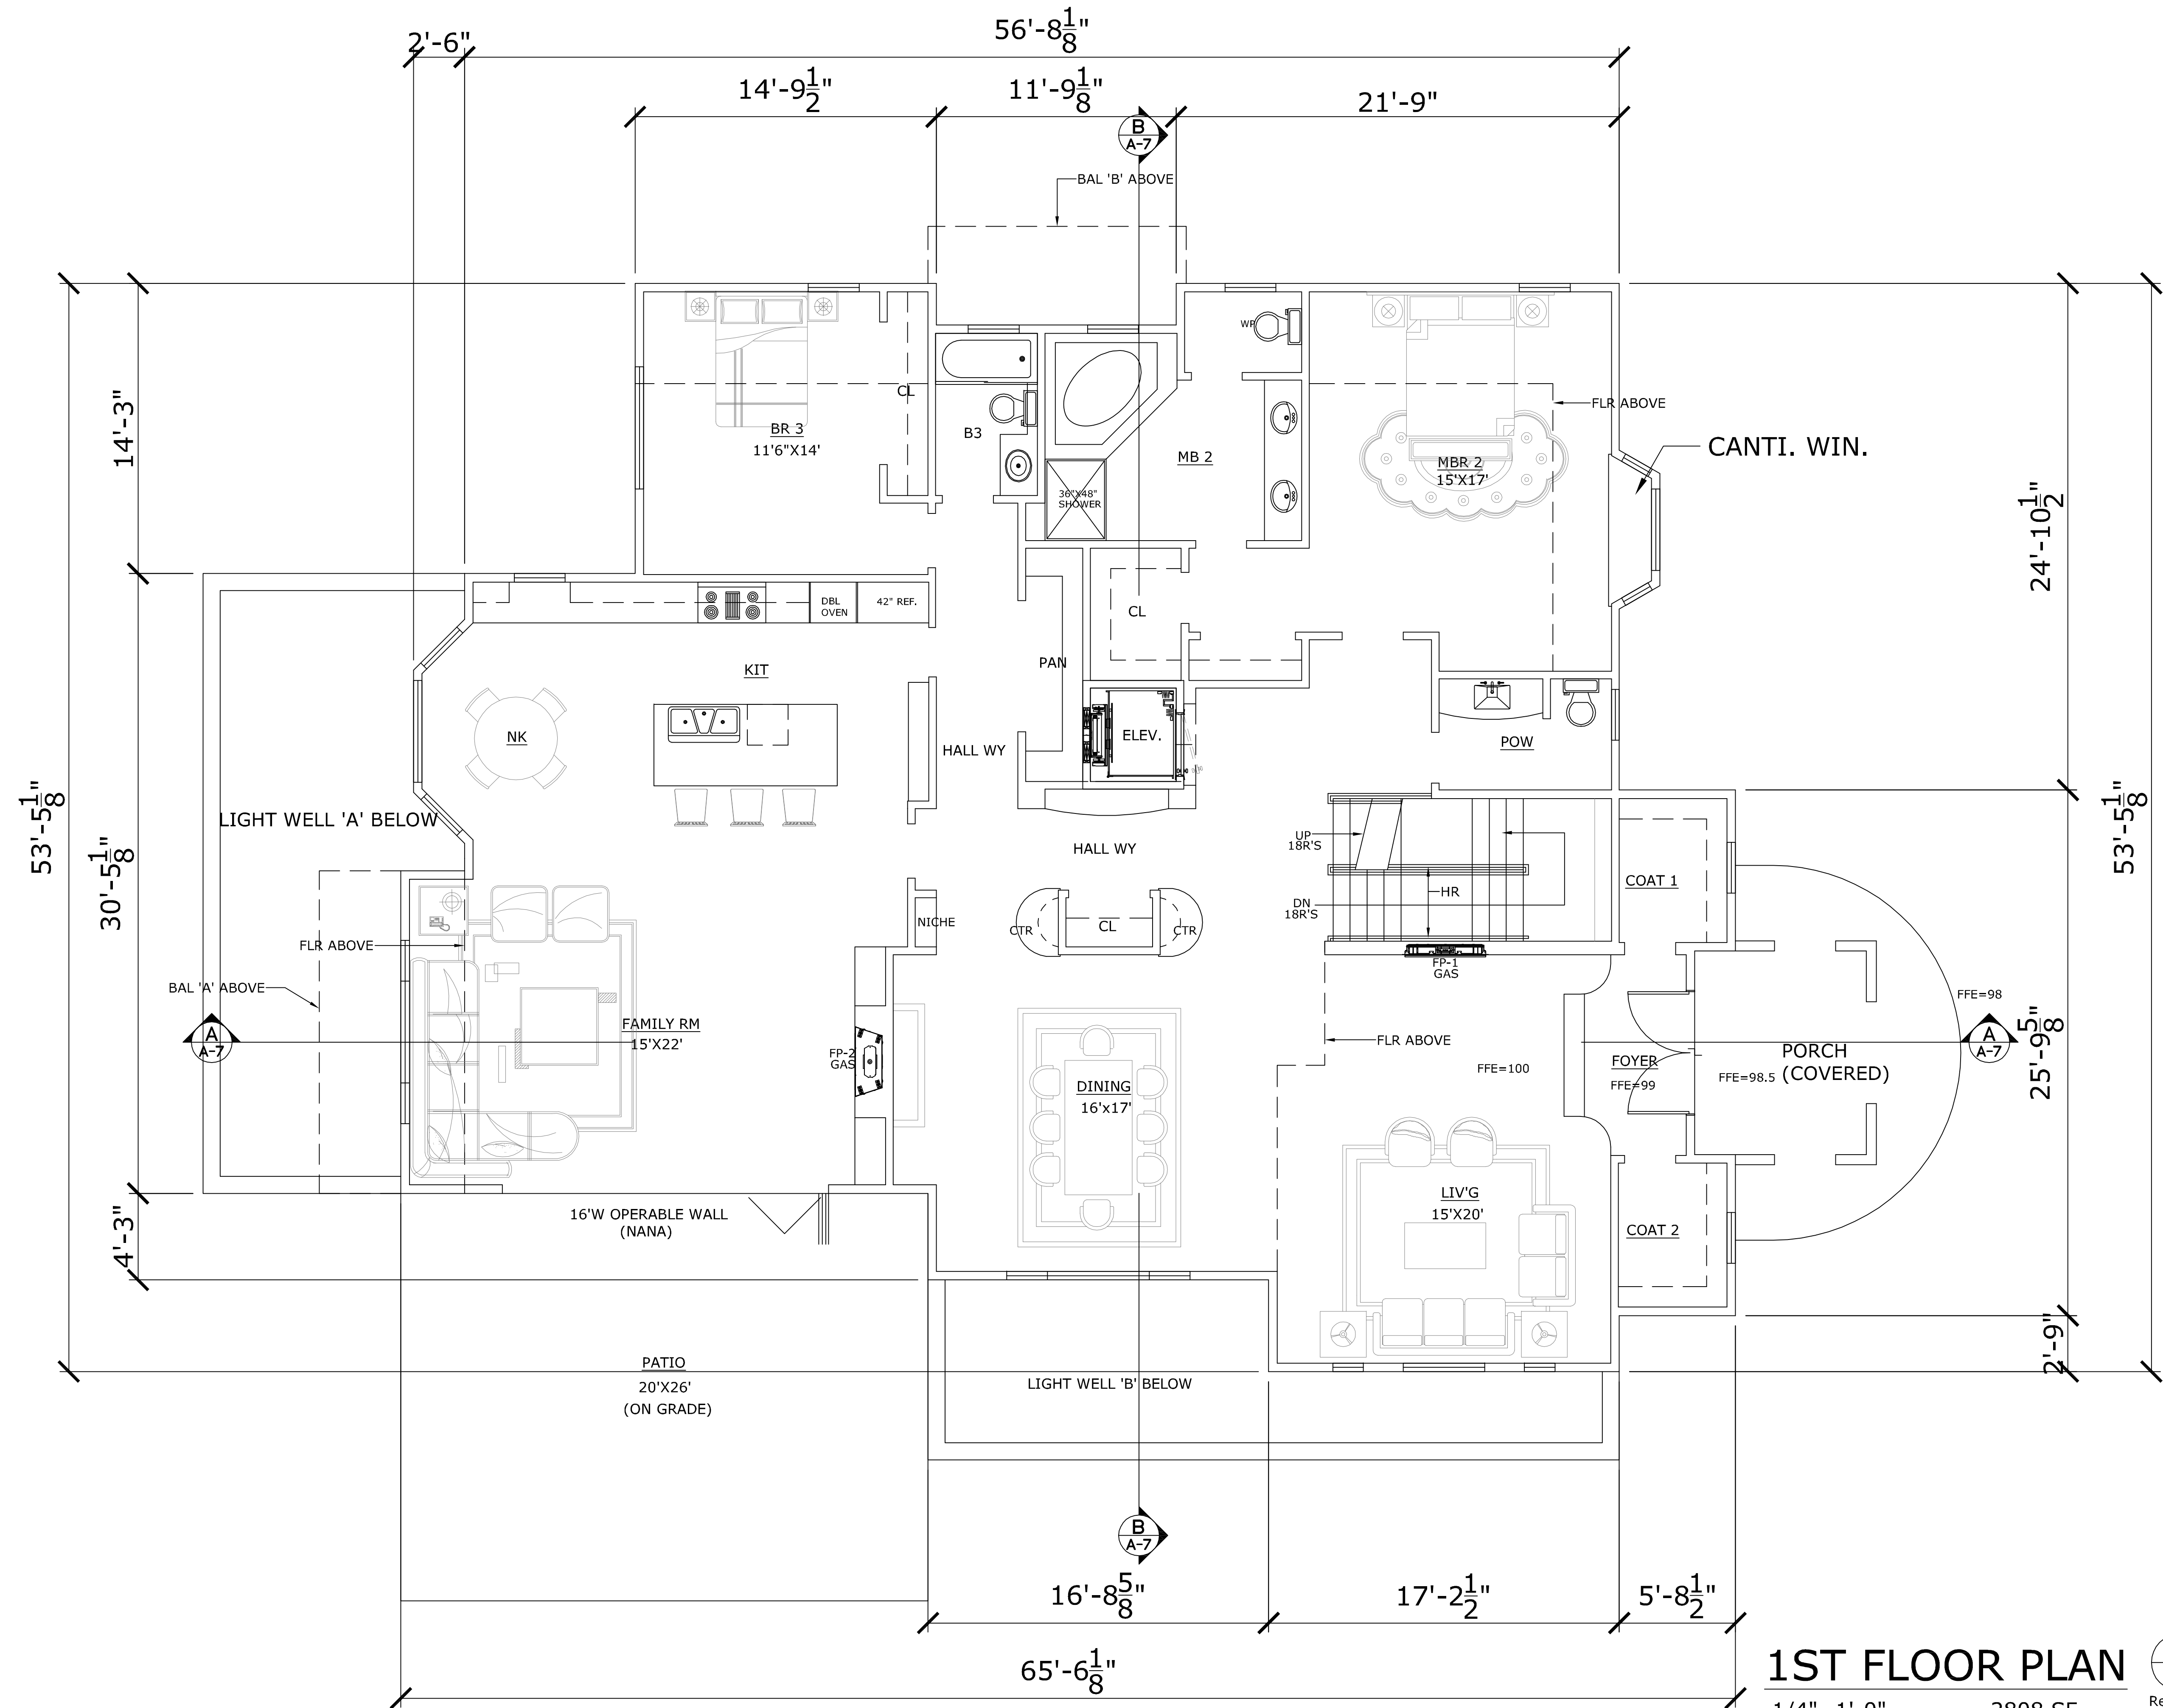 56'-8 1/8"
2'-6"
14'-9 1/2"
11'-9 1/8"
21'-9"
B
A-7
BAL 'B' ABOVE
WP
CL
FLR ABOVE
14'-3"
BR 3
11'6"X14'
B3
MB 2
MBR 2
15'X17'
CANTI. WIN.
36"X48"
SHOWER
24'-10 1/2"
DBL
OVEN
42" REF.
CL
KIT
PAN
NK
HALL WY
ELEV.
POW
53'-5 1/8"
30'-5 1/8"
LIGHT WELL 'A' BELOW
53'-5 1/8"
HALL WY
UP
18R'S
COAT 1
HR
DN
18R'S
NICHE
CTR
CL
CTR
FLR ABOVE
FP-1
GAS
BAL 'A' ABOVE
FFE=98
A
A-7
FAMILY RM
15'X22'
FP-2
GAS
FLR ABOVE
FFE=100
FOYER
FFE=99
FFE=98.5
PORCH
(COVERED)
A
A-7
25'-9 5/8"
DINING
16'x17'
LIV'G
15'X20'
COAT 2
4'-3"
16'W OPERABLE WALL
(NANA)
2'-9"
PATIO
20'X26'
(ON GRADE)
LIGHT WELL 'B' BELOW
B
A-7
16'-8 5/8"
17'-2 1/2"
5'-8 1/2"
65'-6 1/8"
1ST FLOOR PLAN